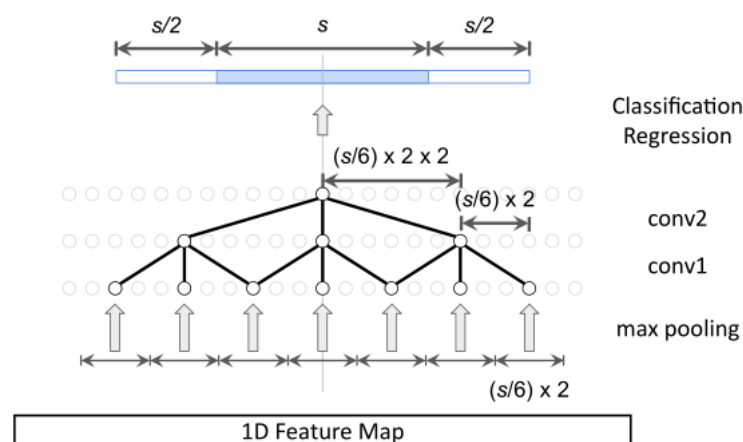 s/2 s s/2
Classification
Regression
(s/6) x 2 x 2
(s/6) x 2
conv2
conv1
max pooling
(s/6) x 2
1D Feature Map